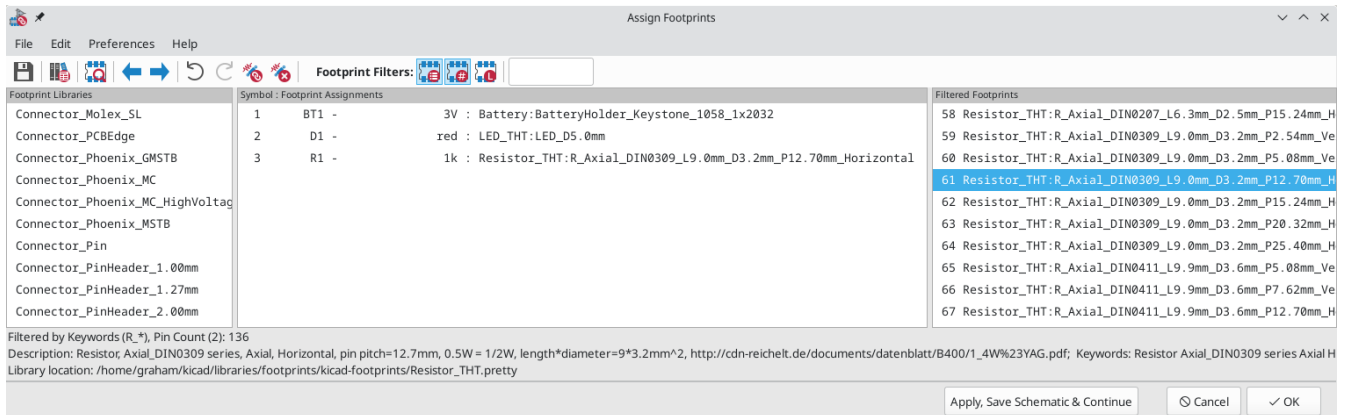 Assign Footprints
File Edit Preferences Help
Footprint Filters:
Footprint Libraries
Connector_Molex_SL
Connector_PCBEdge
Connector_Phoenix_GMSTB
Connector_Phoenix_MC
Connector_Phoenix_MC_HighVoltag
Connector_Phoenix_MSTB
Connector_Pin
Connector_PinHeader_1.00mm
Connector_PinHeader_1.27mm
Connector_PinHeader_2.00mm
Symbol : Footprint Assignments
1 BT1 - 3V : Battery:BatteryHolder_Keystone_1058_1x2032
2 D1 - red : LED_THT:LED_D5.0mm
3 R1 - 1k : Resistor_THT:R_Axial_DIN0309_L9.0mm_D3.2mm_P12.70mm_Horizontal
Filtered Footprints
58 Resistor_THT:R_Axial_DIN0207_L6.3mm_D2.5mm_P15.24mm_H
59 Resistor_THT:R_Axial_DIN0309_L9.0mm_D3.2mm_P2.54mm_Ve
60 Resistor_THT:R_Axial_DIN0309_L9.0mm_D3.2mm_P5.08mm_Ve
61 Resistor_THT:R_Axial_DIN0309_L9.0mm_D3.2mm_P12.70mm_H
62 Resistor_THT:R_Axial_DIN0309_L9.0mm_D3.2mm_P15.24mm_H
63 Resistor_THT:R_Axial_DIN0309_L9.0mm_D3.2mm_P20.32mm_H
64 Resistor_THT:R_Axial_DIN0309_L9.0mm_D3.2mm_P25.40mm_H
65 Resistor_THT:R_Axial_DIN0411_L9.9mm_D3.6mm_P5.08mm_Ve
66 Resistor_THT:R_Axial_DIN0411_L9.9mm_D3.6mm_P7.62mm_Ve
67 Resistor_THT:R_Axial_DIN0411_L9.9mm_D3.6mm_P12.70mm_H
Filtered by Keywords (R_*), Pin Count (2): 136
Description: Resistor, Axial_DIN0309 series, Axial, Horizontal, pin pitch=12.7mm, 0.5W = 1/2W, length*diameter=9*3.2mm^2, http://cdn-reichelt.de/documents/datenblatt/B400/1_4W%23YAG.pdf; Keywords: Resistor Axial_DIN0309 series Axial H
Library location: /home/graham/kicad/libraries/footprints/kicad-footprints/Resistor_THT.pretty
Apply, Save Schematic & Continue Cancel OK